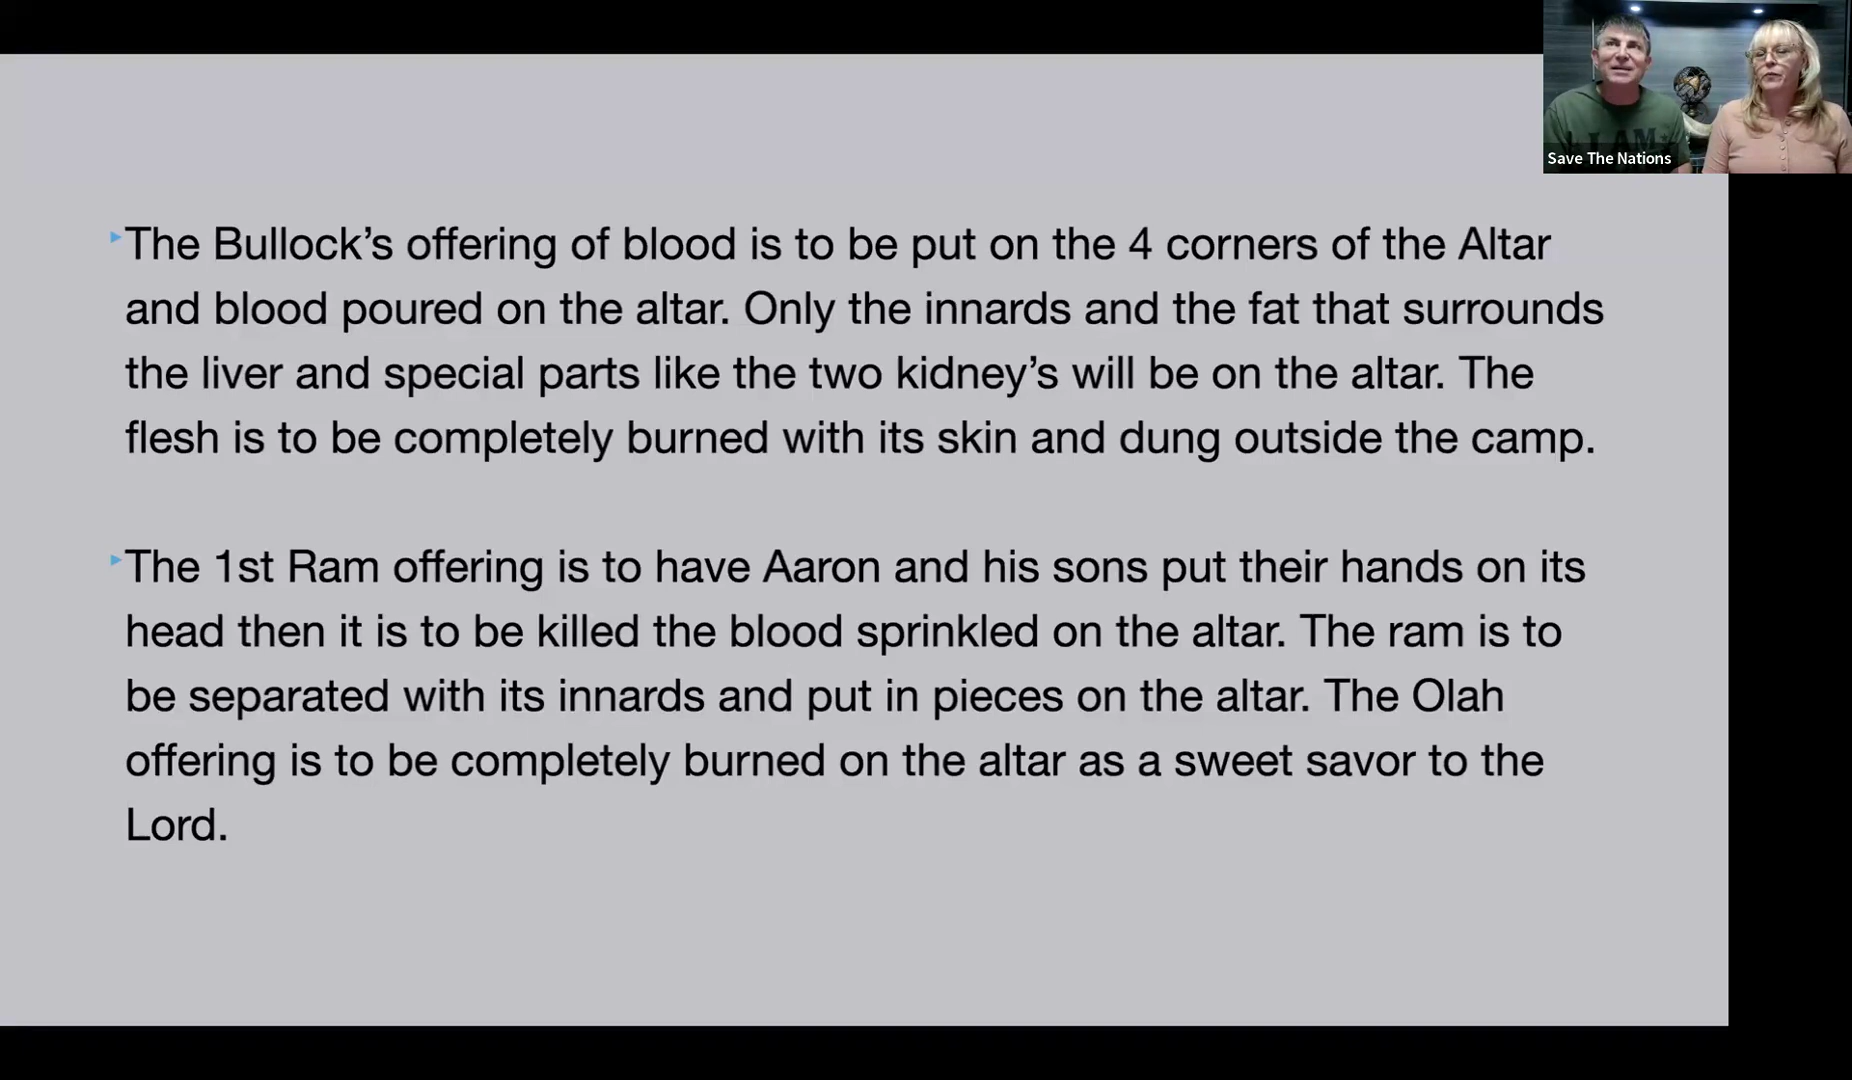 Save The Nations
The Bullock’s offering of blood is to be put on the 4 corners of the Altar
and blood poured on the altar. Only the innards and the fat that surrounds
the liver and special parts like the two kidney’s will be on the altar. The
flesh is to be completely burned with its skin and dung outside the camp.
The 1st Ram offering is to have Aaron and his sons put their hands on its
head then it is to be killed the blood sprinkled on the altar. The ram is to
be separated with its innards and put in pieces on the altar. The Olah
offering is to be completely burned on the altar as a sweet savor to the
Lord.